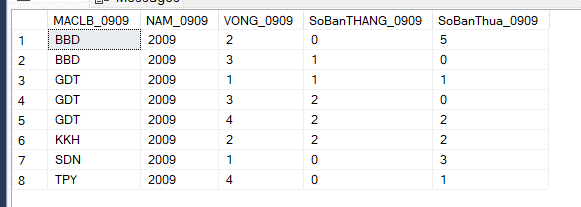 Messages
MACLB_0909 NAM_0909 VONG_0909 SoBanTHANG_0909 SoBanThua_0909
1 BBD 2009 2 0 5
2 BBD 2009 3 1 0
3 GDT 2009 1 1 1
4 GDT 2009 3 2 0
5 GDT 2009 4 2 2
6 KKH 2009 2 2 2
7 SDN 2009 1 0 3
8 TPY 2009 4 0 1